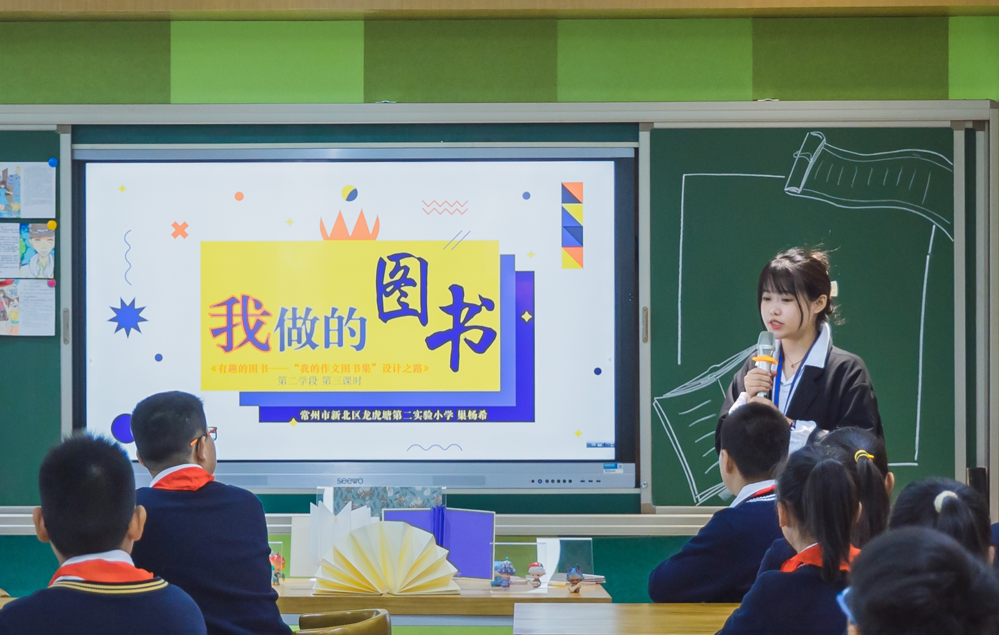 我做的图书
《有趣的图书——“我的作文图书集”设计之路》
第二学段 第三课时
常州市新北区龙虎塘第二实验小学 巢杨希
seewo